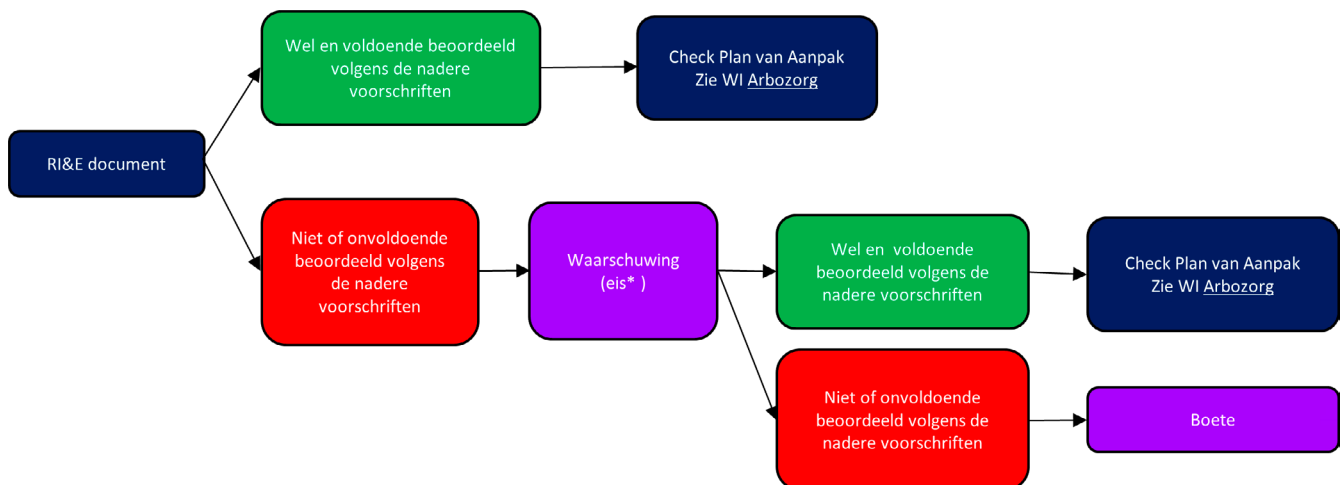 Wel en voldoende beoordeeld
volgens de nadere
voorschriften
Check Plan van Aanpak
Zie WI Arbozorg
RI&E document
Niet of onvoldoende
beoordeeld volgens
de nadere
voorschriften
Waarschuwing
(eis* )
Wel en  voldoende
beoordeeld volgens de
nadere voorschriften
Check Plan van Aanpak
Zie WI Arbozorg
Niet of onvoldoende
beoordeeld volgens de
nadere voorschriften
Boete